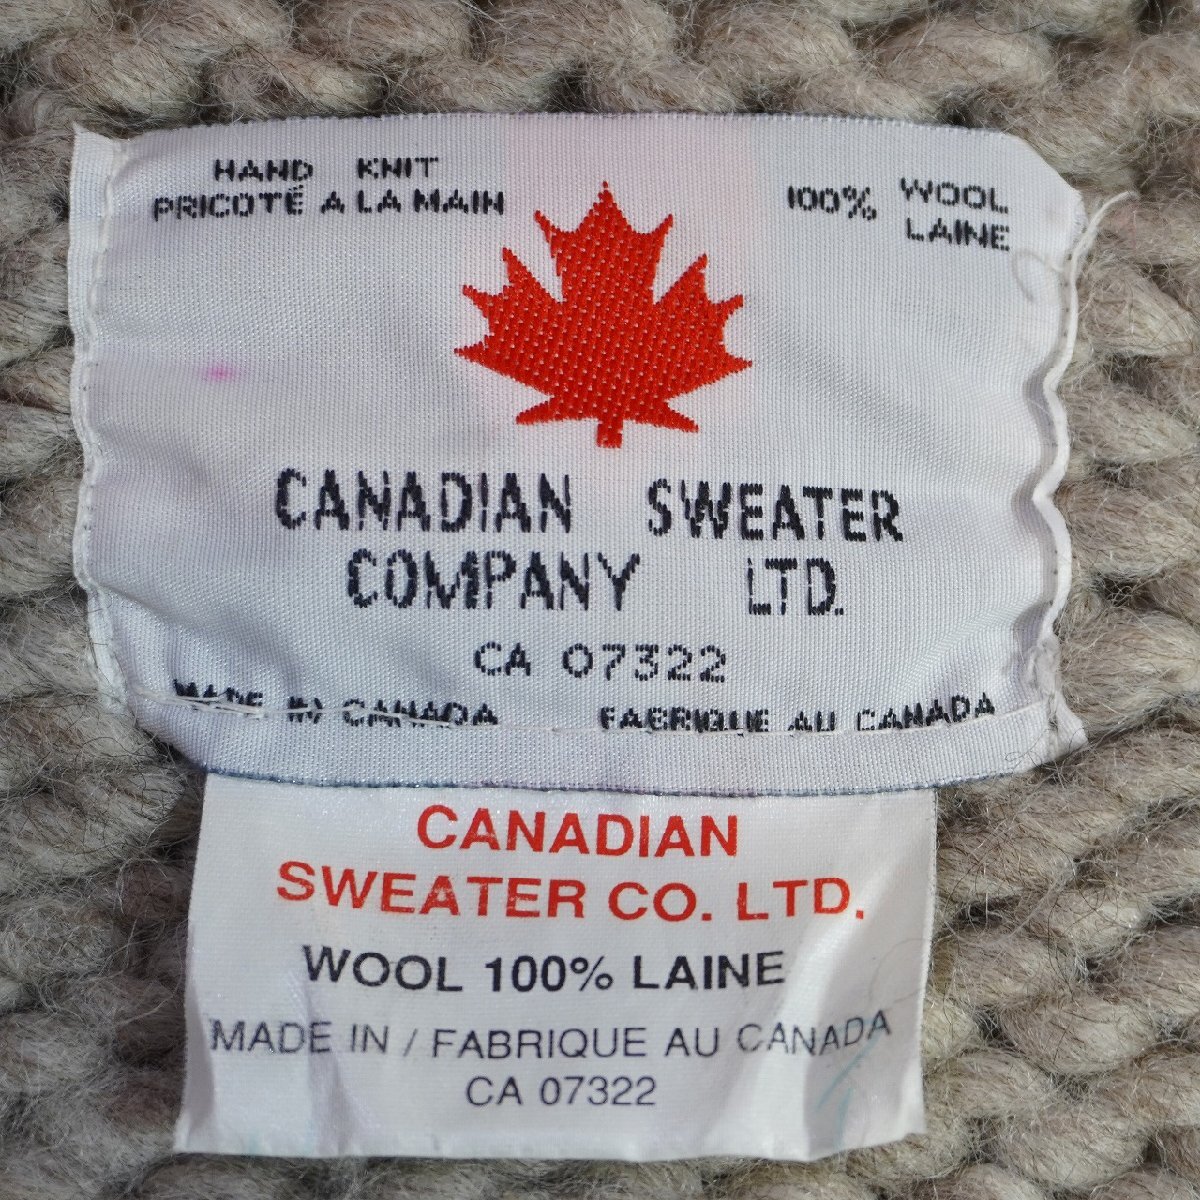 HAND KNIT
PRICOTÉ A LA MAIN
100% WOOL
LAINE
CANADIAN SWEATER
COMPANY LTD.
CA 07322
MADE IN CANADA FABRIQUE AU CANADA
CANADIAN
SWEATER CO. LTD.
WOOL 100% LAINE
MADE IN / FABRIQUE AU CANADA
CA 07322